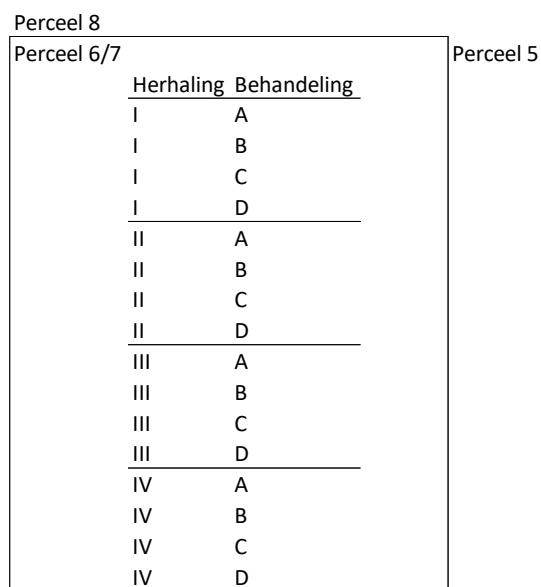 Perceel 8
Perceel 6/7 Perceel 5
Herhaling Behandeling
I A
I B
I C
I D
II A
II B
II C
II D
III A
III B
III C
III D
IV A
IV B
IV C
IV D